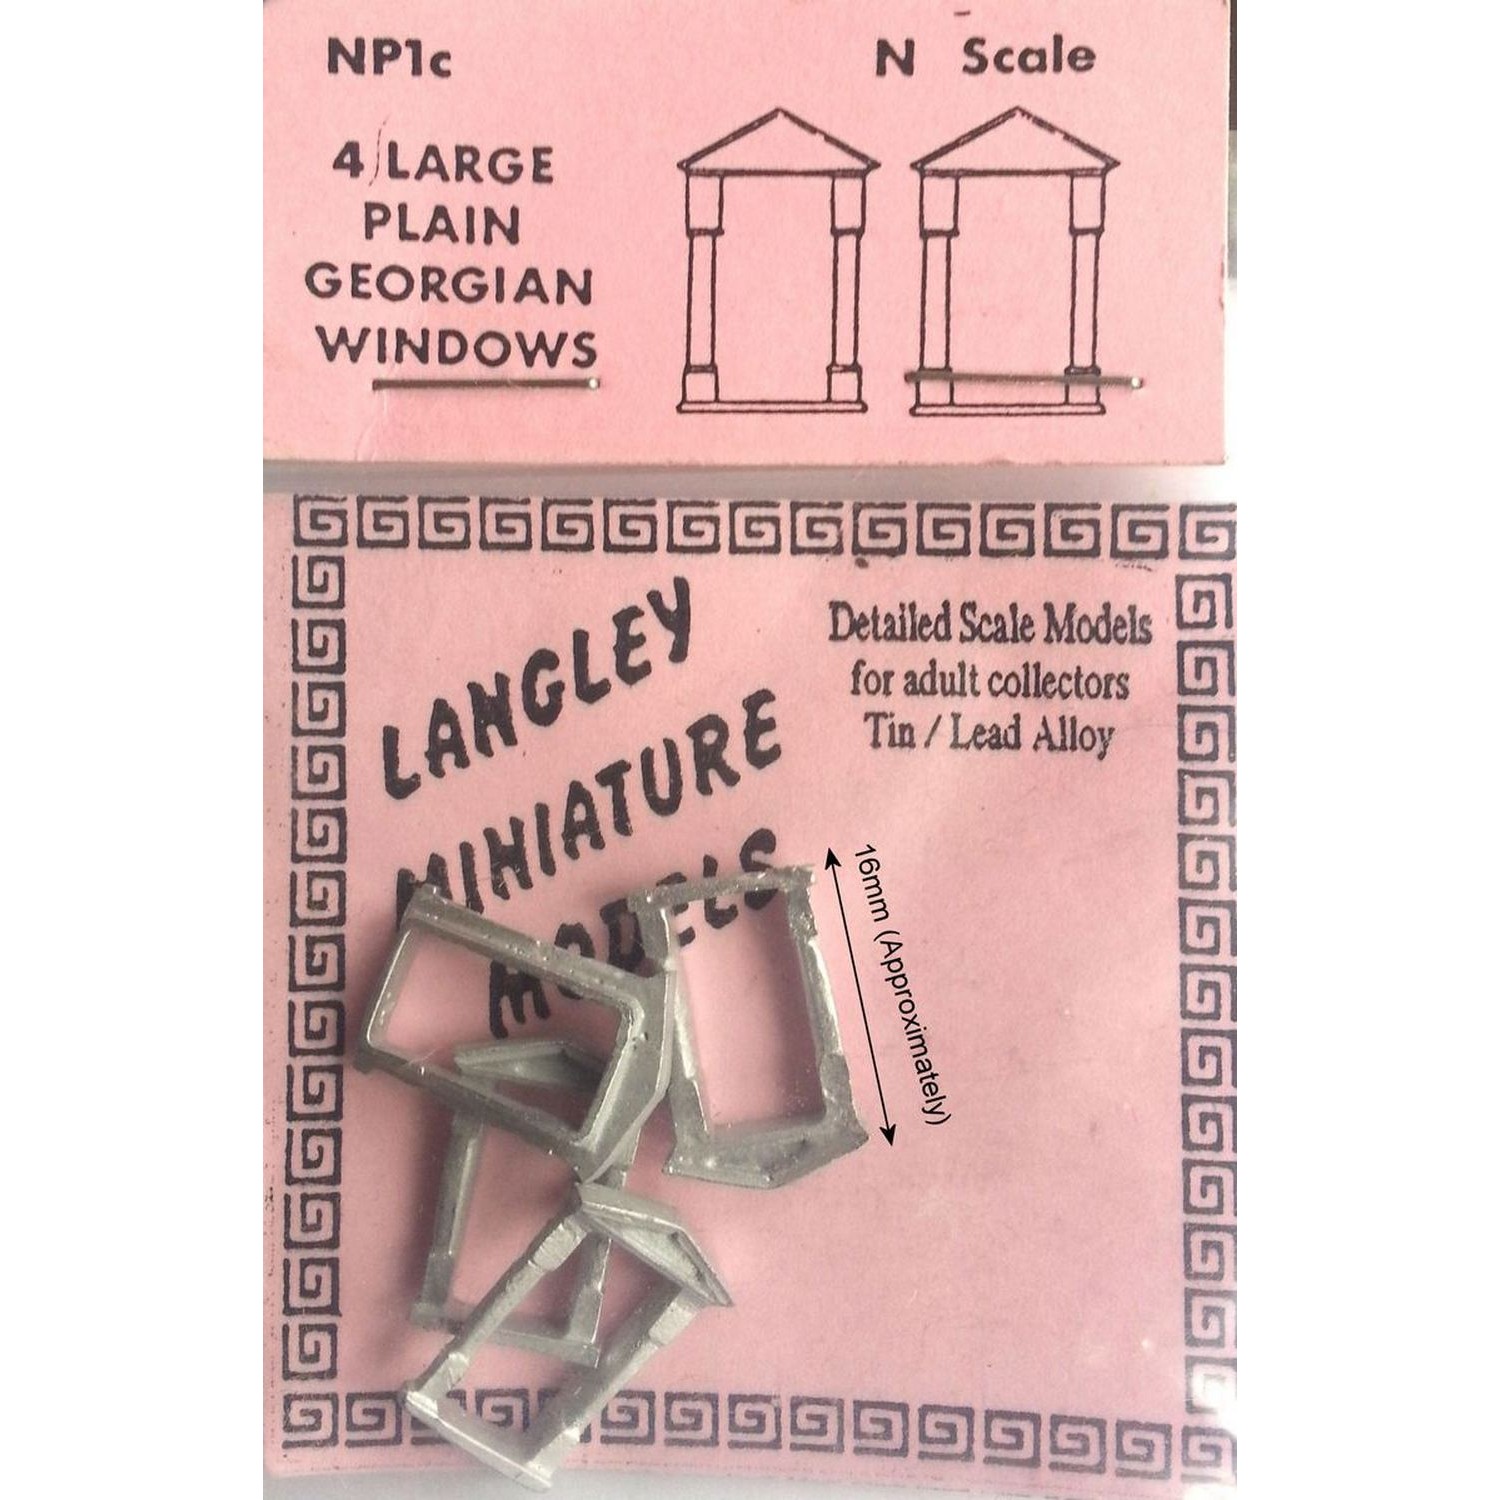 NP1c
N Scale
4 LARGE
PLAIN
GEORGIAN
WINDOWS
LANGLEY
MINIATURE
MODELS
Detailed Scale Models
for adult collectors
Tin / Lead Alloy
16mm (Approximately)